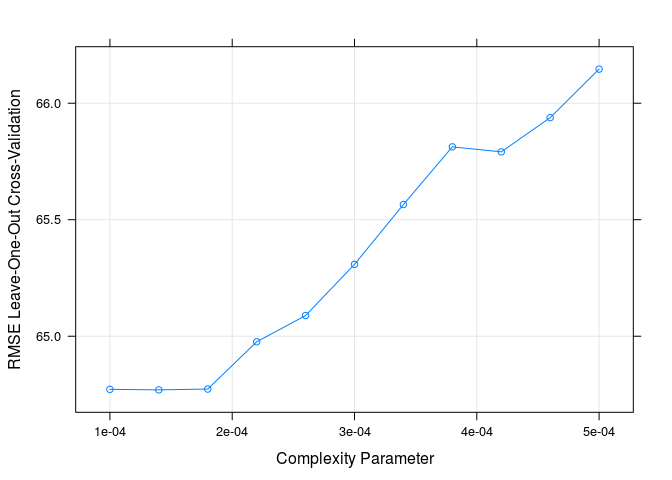 RMSE Leave-One-Out Cross-Validation
66.0
65.5
65.0
1e-04 2e-04 3e-04 4e-04 5e-04
Complexity Parameter